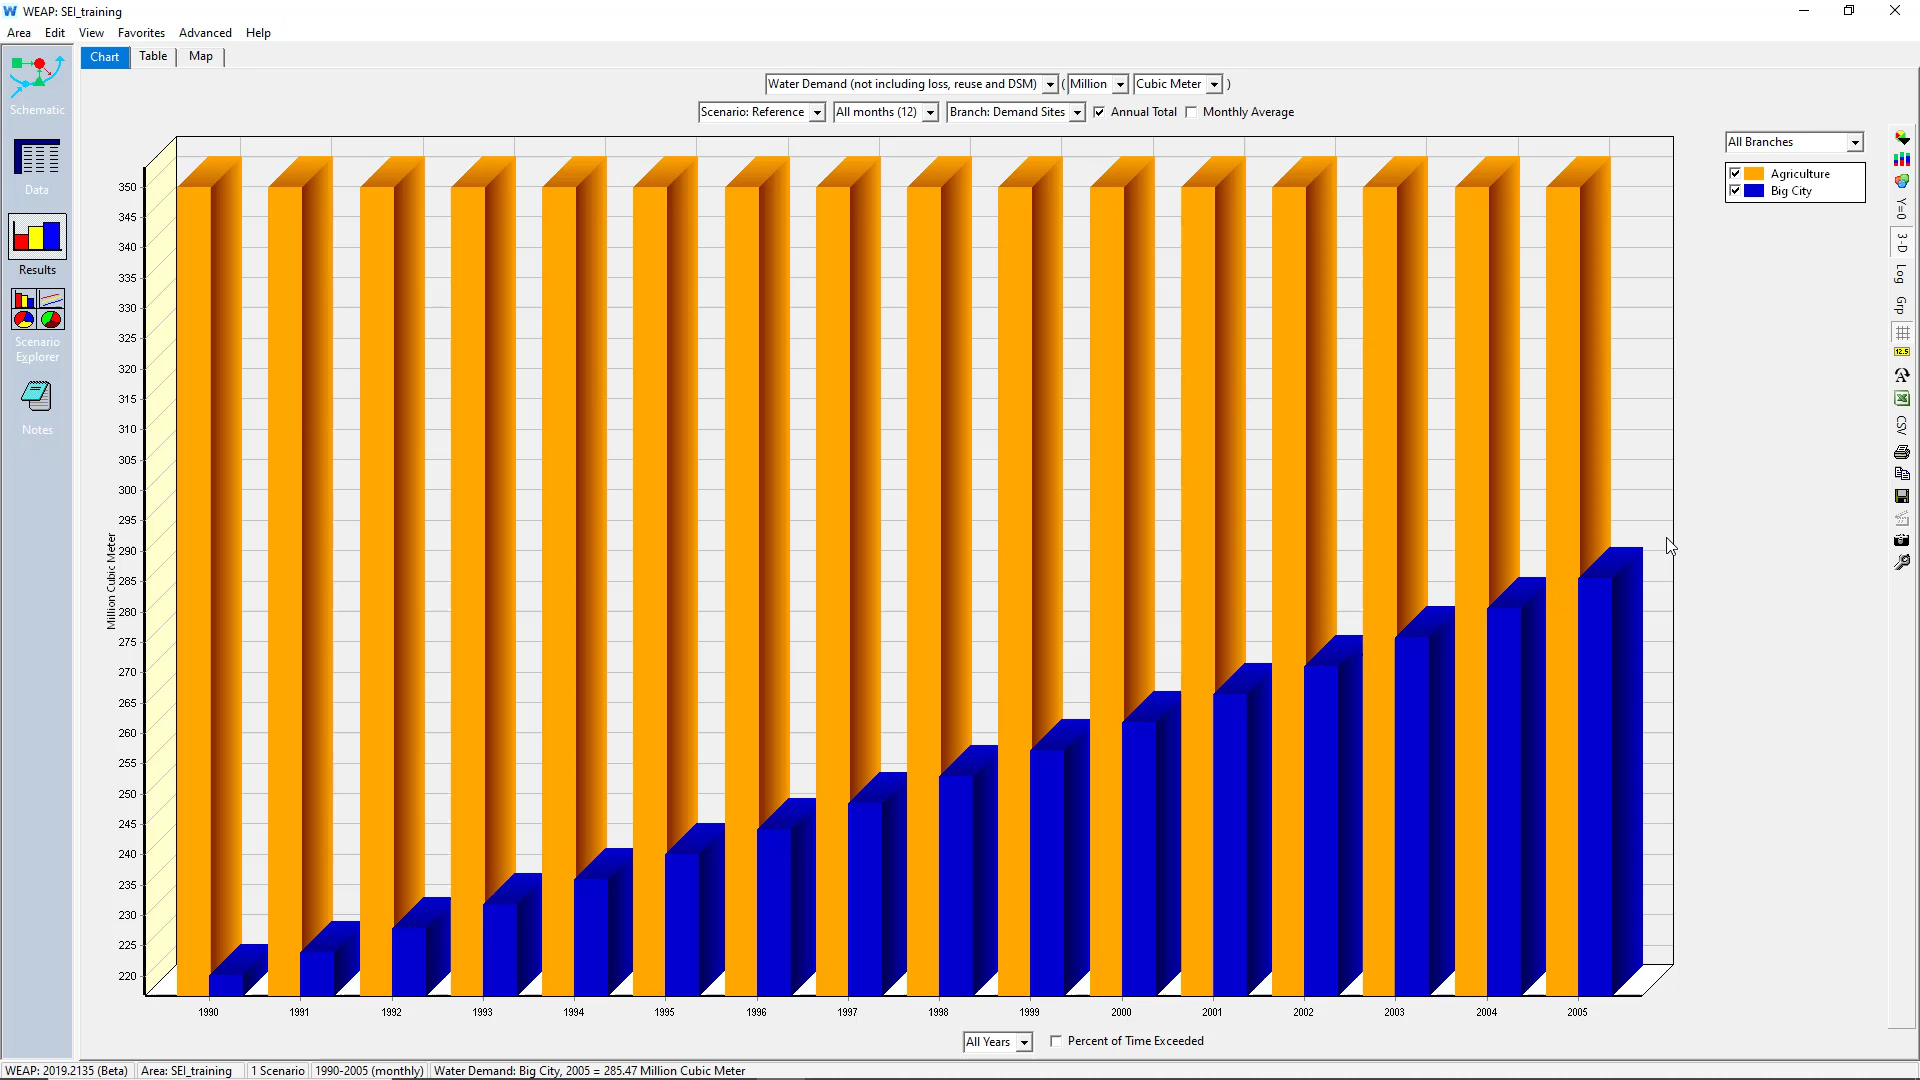 WEAP: SEI_training
Area Edit View Favorites Advanced Help
Chart Table Map
Water Demand (not including loss, reuse and DSM) ( Million Cubic Meter )
Scenario: Reference All months (12) Branch: Demand Sites Annual Total Monthly Average
Schematic
Data
Results
Scenario
Explorer
Notes
All Branches
Agriculture
Big City
Y=0
3-D
Log
Grp
12.5
CSV
Million Cubic Meter
350
345
340
335
330
325
320
315
310
305
300
295
290
285
280
275
270
265
260
255
250
245
240
235
230
225
220
1990 1991 1992 1993 1994 1995 1996 1997 1998 1999 2000 2001 2002 2003 2004 2005
All Years Percent of Time Exceeded
WEAP: 2019.2135 (Beta) Area: SEI_training 1 Scenario 1990-2005 (monthly) Water Demand: Big City, 2005 = 285.47 Million Cubic Meter